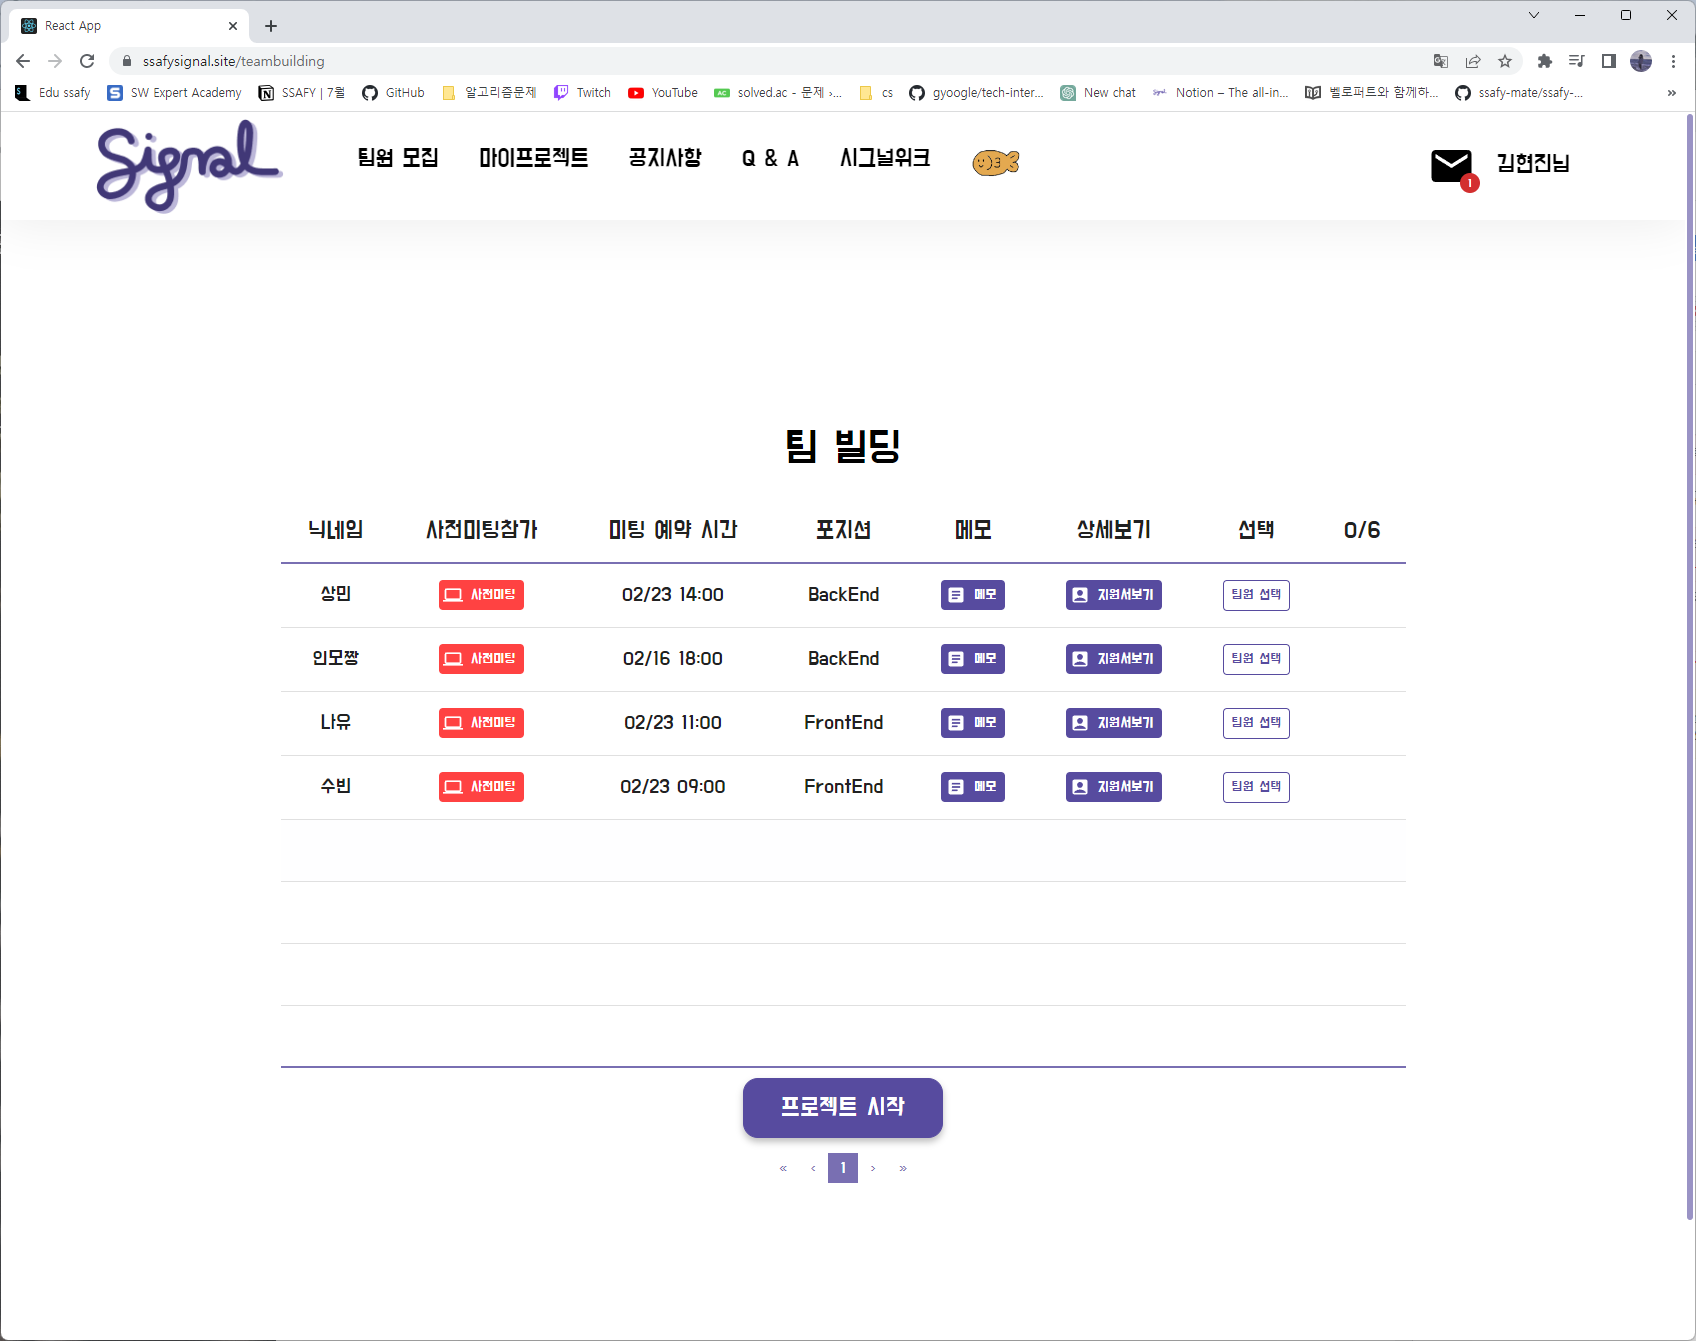 React App
ssafysignal.site/teambuilding
Edu ssafy SW Expert Academy SSAFY | 7월 GitHub 알고리즘문제 Twitch YouTube solved.ac - 문제 ›... cs gyoogle/tech-inter... New chat Notion – The all-in... 벨로퍼트와 함께하... ssafy-mate/ssafy-... »
Signal 팀원 모집 마이프로젝트 공지사항 Q & A 시그널위크 1 김현진님
팀 빌딩
닉네임 사전미팅참가 미팅 예약 시간 포지션 메모 상세보기 선택 0/6
상민 사전미팅 02/23 14:00 BackEnd 메모 지원서보기 팀원 선택
인모짱 사전미팅 02/16 18:00 BackEnd 메모 지원서보기 팀원 선택
나유 사전미팅 02/23 11:00 FrontEnd 메모 지원서보기 팀원 선택
수빈 사전미팅 02/23 09:00 FrontEnd 메모 지원서보기 팀원 선택
프로젝트 시작
« ‹ 1 › »